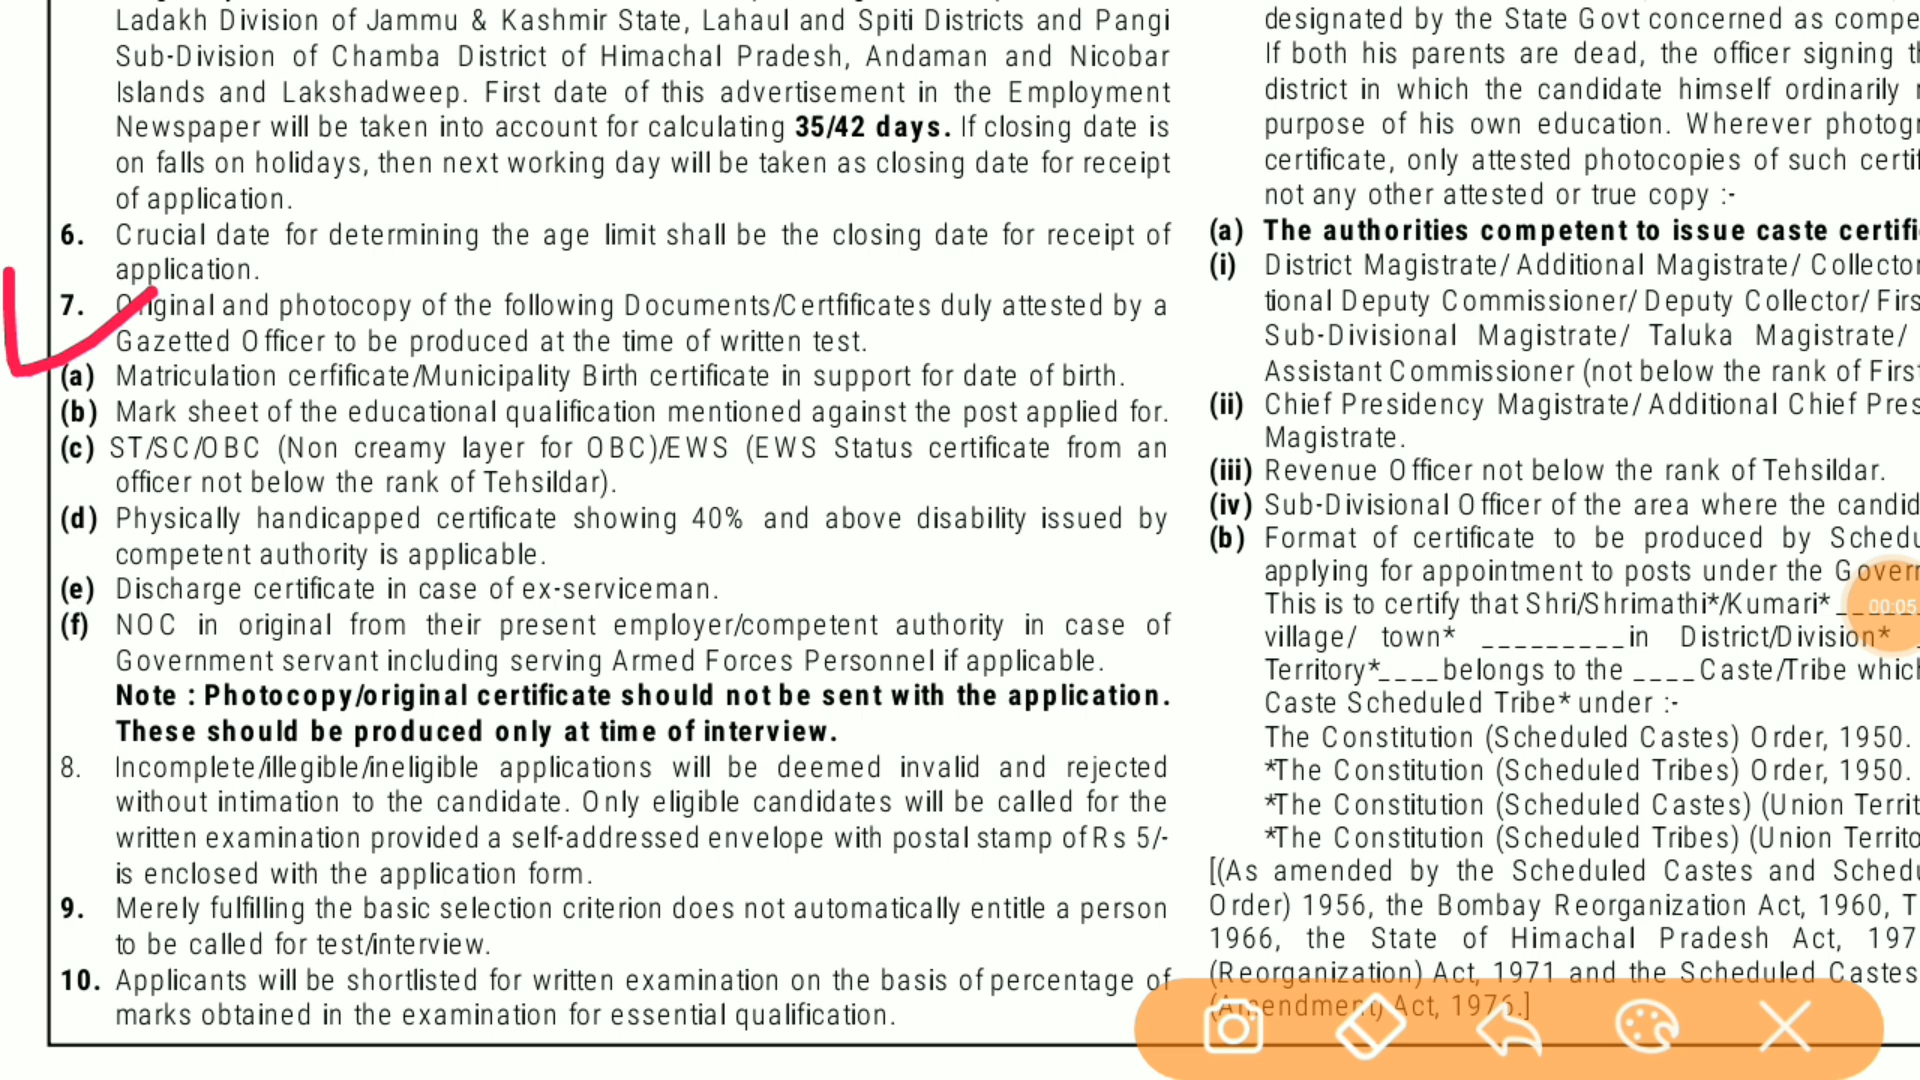 Ladakh Division of Jammu & Kashmir State, Lahaul and Spiti Districts and Pangi
Sub-Division of Chamba District of Himachal Pradesh, Andaman and Nicobar
Islands and Lakshadweep. First date of this advertisement in the Employment
Newspaper will be taken into account for calculating 35/42 days. If closing date is
on falls on holidays, then next working day will be taken as closing date for receipt
of application.
6. Crucial date for determining the age limit shall be the closing date for receipt of
application.
7. Original and photocopy of the following Documents/Certfificates duly attested by a
Gazetted Officer to be produced at the time of written test.
(a) Matriculation cerfificate/Municipality Birth certificate in support for date of birth.
(b) Mark sheet of the educational qualification mentioned against the post applied for.
(c) ST/SC/OBC (Non creamy layer for OBC)/EWS (EWS Status certificate from an
officer not below the rank of Tehsildar).
(d) Physically handicapped certificate showing 40% and above disability issued by
competent authority is applicable.
(e) Discharge certificate in case of ex-serviceman.
(f) NOC in original from their present employer/competent authority in case of
Government servant including serving Armed Forces Personnel if applicable.
Note : Photocopy/original certificate should not be sent with the application.
These should be produced only at time of interview.
8. Incomplete/illegible/ineligible applications will be deemed invalid and rejected
without intimation to the candidate. Only eligible candidates will be called for the
written examination provided a self-addressed envelope with postal stamp of Rs 5/-
is enclosed with the application form.
9. Merely fulfilling the basic selection criterion does not automatically entitle a person
to be called for test/interview.
10. Applicants will be shortlisted for written examination on the basis of percentage of
marks obtained in the examination for essential qualification.
designated by the State Govt concerned as compe
If both his parents are dead, the officer signing th
district in which the candidate himself ordinarily
purpose of his own education. Wherever photogr
certificate, only attested photocopies of such certif
not any other attested or true copy :-
(a) The authorities competent to issue caste certifi
(i) District Magistrate/ Additional Magistrate/ Collecto
tional Deputy Commissioner/ Deputy Collector/ Firs
Sub-Divisional Magistrate/ Taluka Magistrate/
Assistant Commissioner (not below the rank of Firs
(ii) Chief Presidency Magistrate/ Additional Chief Pres
Magistrate.
(iii) Revenue Officer not below the rank of Tehsildar.
(iv) Sub-Divisional Officer of the area where the candid
(b) Format of certificate to be produced by Schedu
applying for appointment to posts under the Govern
This is to certify that Shri/Shrimathi*/Kumari* ____
00:05
village/ town* _________in District/Division*
Territory*____belongs to the ____Caste/Tribe whic
Caste Scheduled Tribe* under :-
The Constitution (Scheduled Castes) Order, 1950.
*The Constitution (Scheduled Tribes) Order, 1950.
*The Constitution (Scheduled Castes) (Union Territ
*The Constitution (Scheduled Tribes) (Union Territo
[(As amended by the Scheduled Castes and Schedu
Order) 1956, the Bombay Reorganization Act, 1960, T
1966, the State of Himachal Pradesh Act, 197
(Reorganization) Act, 1971 and the Scheduled Castes
(Amendment) Act, 1976.]